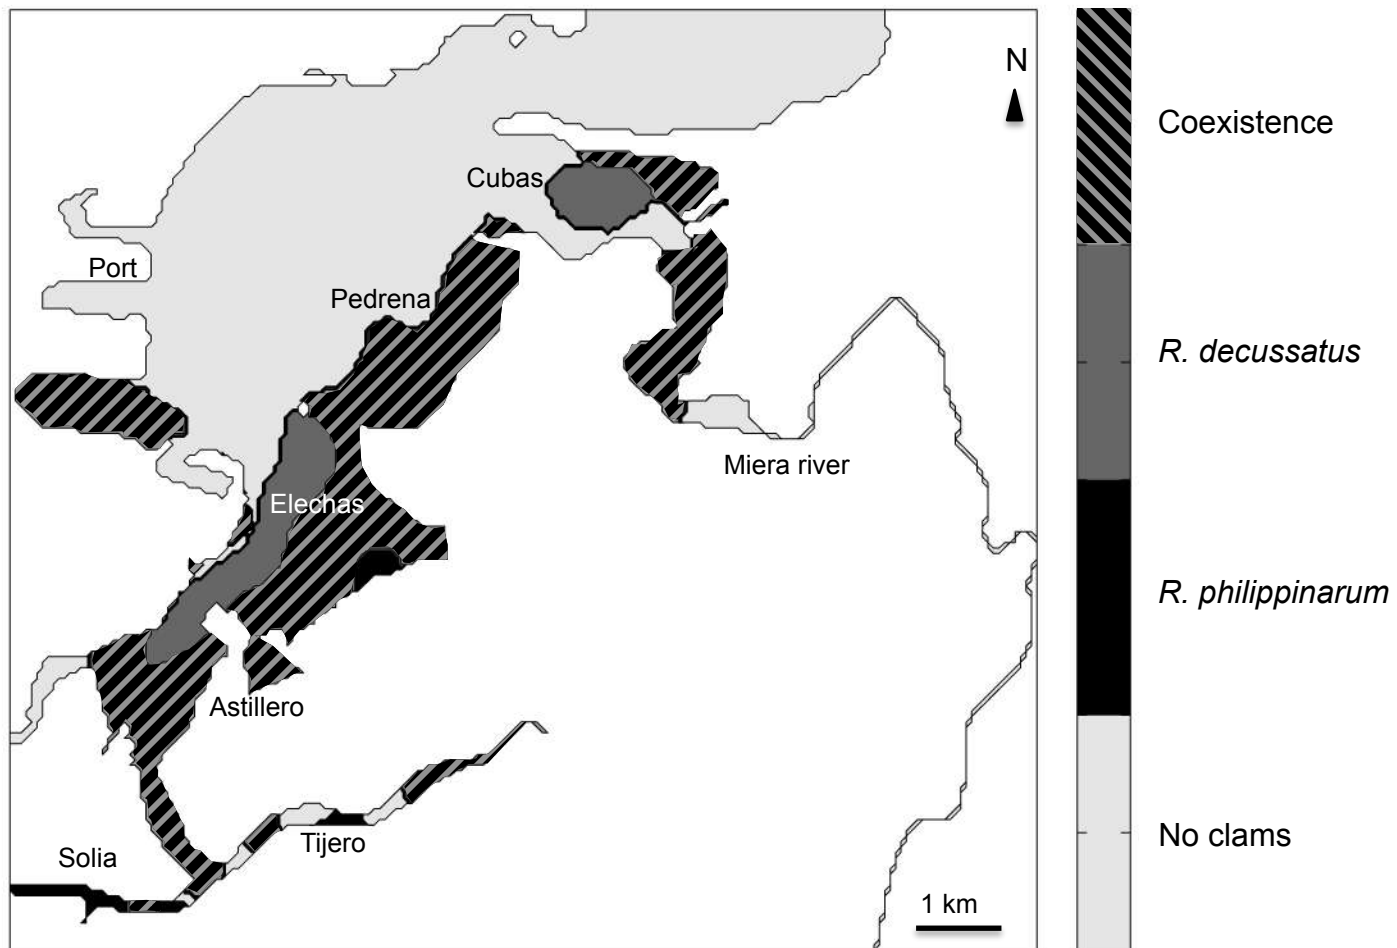 N
Cubas
Port
Pedrena
Miera river
Elechas
Astillero
Tijero
Solia
1 km
Coexistence
R. decussatus
R. philippinarum
No clams